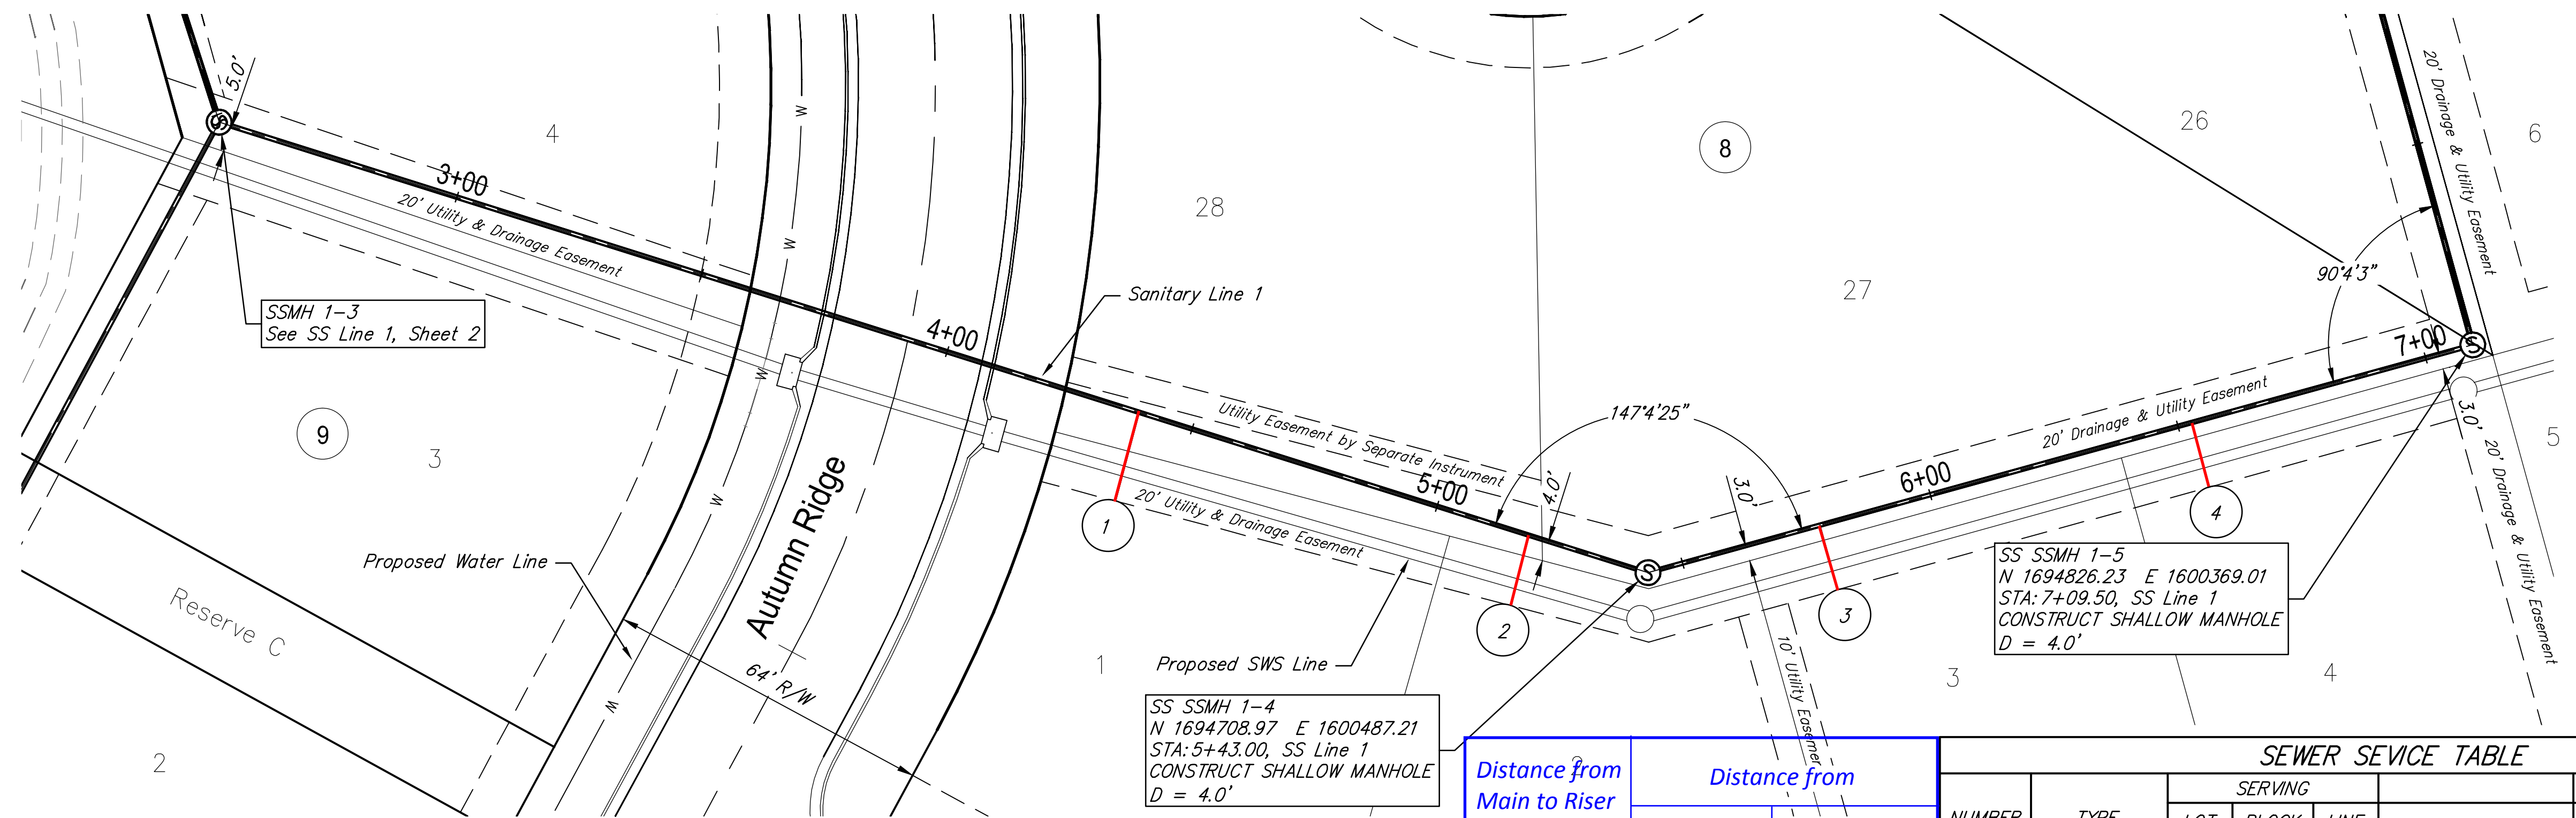 5.0'
4
3+00
20' Utility & Drainage Easement
SSMH 1-3
See SS Line 1, Sheet 2
9
3
Reserve C
2
Proposed Water Line
W
W
W
W
W
W
Autumn Ridge
64' R/W
4+00
Sanitary Line 1
28
8
27
26
6
5
20' Drainage & Utility Easement
90°4'3"
7+00
3.0'
20' Drainage & Utility Easement
20' Drainage & Utility Easement
Utility Easement by Separate Instrument
147°4'25"
5+00
4.0'
3.0'
6+00
20' Utility & Drainage Easement
1
2
3
4
S
S
S
Proposed SWS Line
1
2
3
4
10' Utility Easemer
SS SSMH 1-4
N 1694708.97 E 1600487.21
STA: 5+43.00, SS Line 1
CONSTRUCT SHALLOW MANHOLE
D = 4.0'
SS SSMH 1-5
N 1694826.23 E 1600369.01
STA: 7+09.50, SS Line 1
CONSTRUCT SHALLOW MANHOLE
D = 4.0'
Distance from
Main to Riser
Distance from
SEWER SEVICE TABLE
SERVING
NUMBER TYPE LOT BLOCK LINE